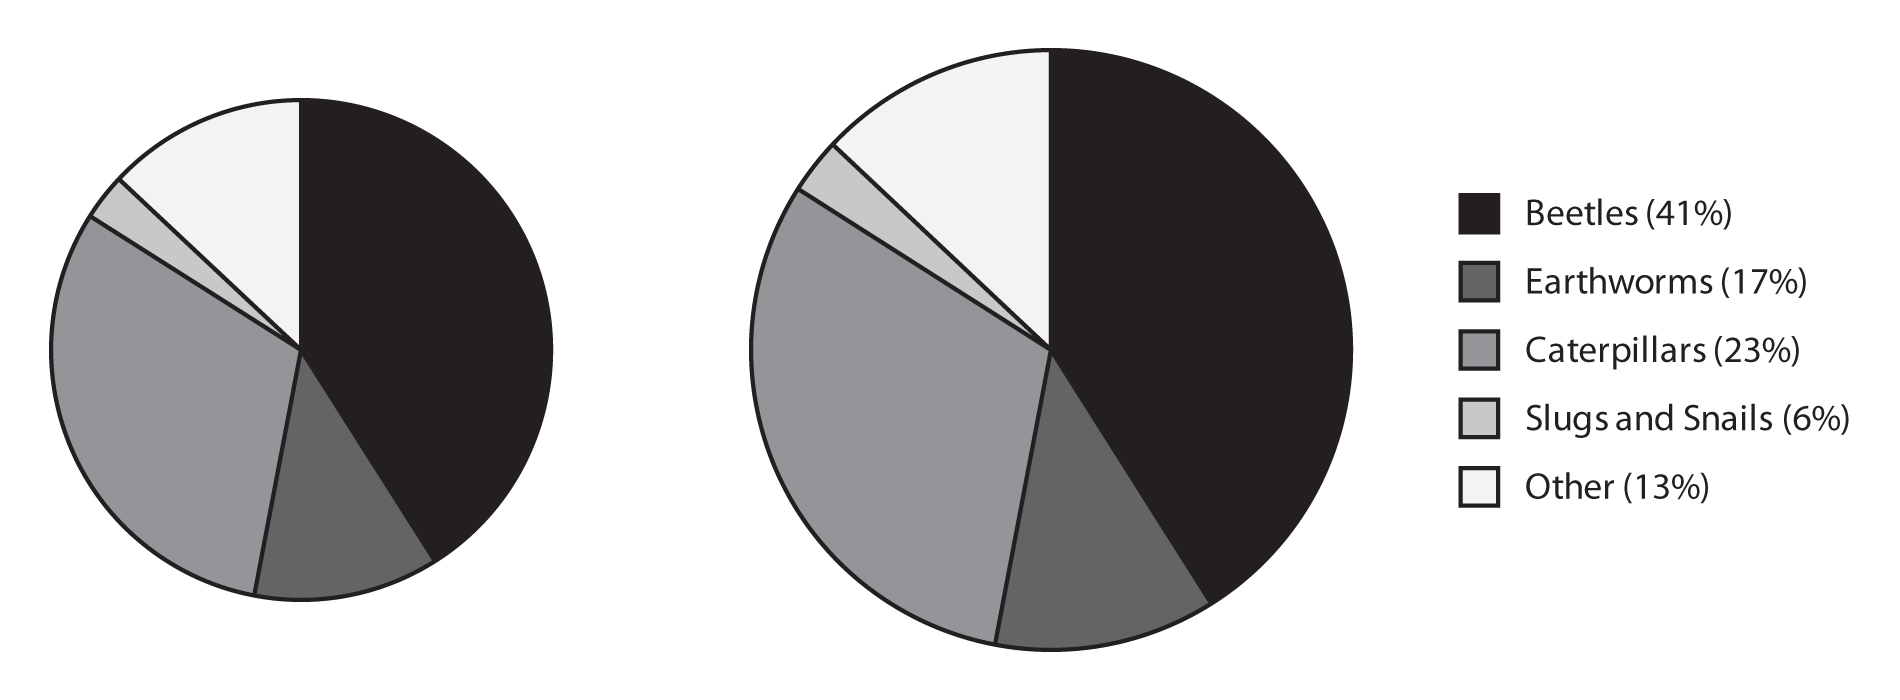 Beetles (41%)
Earthworms (17%)
Caterpillars (23%)
Slugs and Snails (6%)
Other (13%)